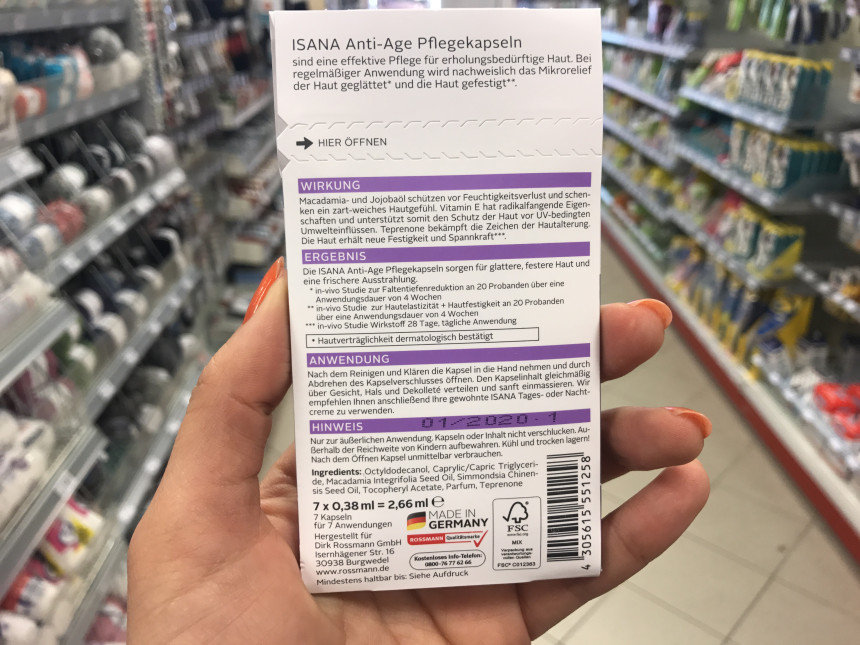 ISANA Anti-Age Pflegekapseln
sind eine effektive Pflege für erholungsbedürftige Haut. Bei
regelmäßiger Anwendung wird nachweislich das Mikrorelief
der Haut geglättet* und die Haut gefestigt**.
HIER ÖFFNEN
WIRKUNG
Macadamia- und Jojobaöl schützen vor Feuchtigkeitsverlust und schen-
ken ein zart-weiches Hautgefühl. Vitamin E hat radikalfangende Eigen-
schaften und unterstützt somit den Schutz der Haut vor UV-bedingten
Umwelteinflüssen. Teprenone bekämpft die Zeichen der Hautalterung.
Die Haut erhält neue Festigkeit und Spannkraft***.
ERGEBNIS
Die ISANA Anti-Age Pflegekapseln sorgen für glattere, festere Haut und
eine frischere Ausstrahlung.
* in-vivo Studie zur Faltentiefenreduktion an 20 Probanden über eine
Anwendungsdauer von 4 Wochen
** in-vivo Studie zur Hautelastizität + Hautfestigkeit an 20 Probanden
über eine Anwendungsdauer von 4 Wochen
*** in-vivo Studie Wirkstoff 28 Tage, tägliche Anwendung
• Hautverträglichkeit dermatologisch bestätigt
ANWENDUNG
Nach dem Reinigen und Klären die Kapsel in die Hand nehmen und durch
Abdrehen des Kapselverschlusses öffnen. Den Kapselinhalt gleichmäßig
über Gesicht, Hals und Dekolleté verteilen und sanft einmassieren. Wir
empfehlen Ihnen anschließend Ihre gewohnte ISANA Tages- oder Nacht-
creme zu verwenden.
HINWEIS
01/2020 1
Nur zur äußerlichen Anwendung. Kapseln oder Inhalt nicht verschlucken. Au-
ßerhalb der Reichweite von Kindern aufbewahren. Kühl und trocken lagern!
Nach dem Öffnen Kapsel unmittelbar verbrauchen.
Ingredients: Octyldodecanol, Caprylic/Capric Triglyceri-
de, Macadamia Integrifolia Seed Oil, Simmondsia Chinen-
sis Seed Oil, Tocopheryl Acetate, Parfum, Teprenone
7 x 0,38 ml = 2,66 ml ℮
7 Kapseln
für 7 Anwendungen
Hergestellt für
Dirk Rossmann GmbH
Isernhägener Str. 16
30938 Burgwedel
www.rossmann.de
Mindestens haltbar bis: Siehe Aufdruck
MADE IN
GERMANY
ROSSMANN Qualitätsmarke
Kostenloses Info-Telefon:
0800-76 77 62 66
FSC
www.fsc.org
MIX
Verpackung aus
verantwortungs-
vollen Quellen
FSC® C012303
4 305615 551258